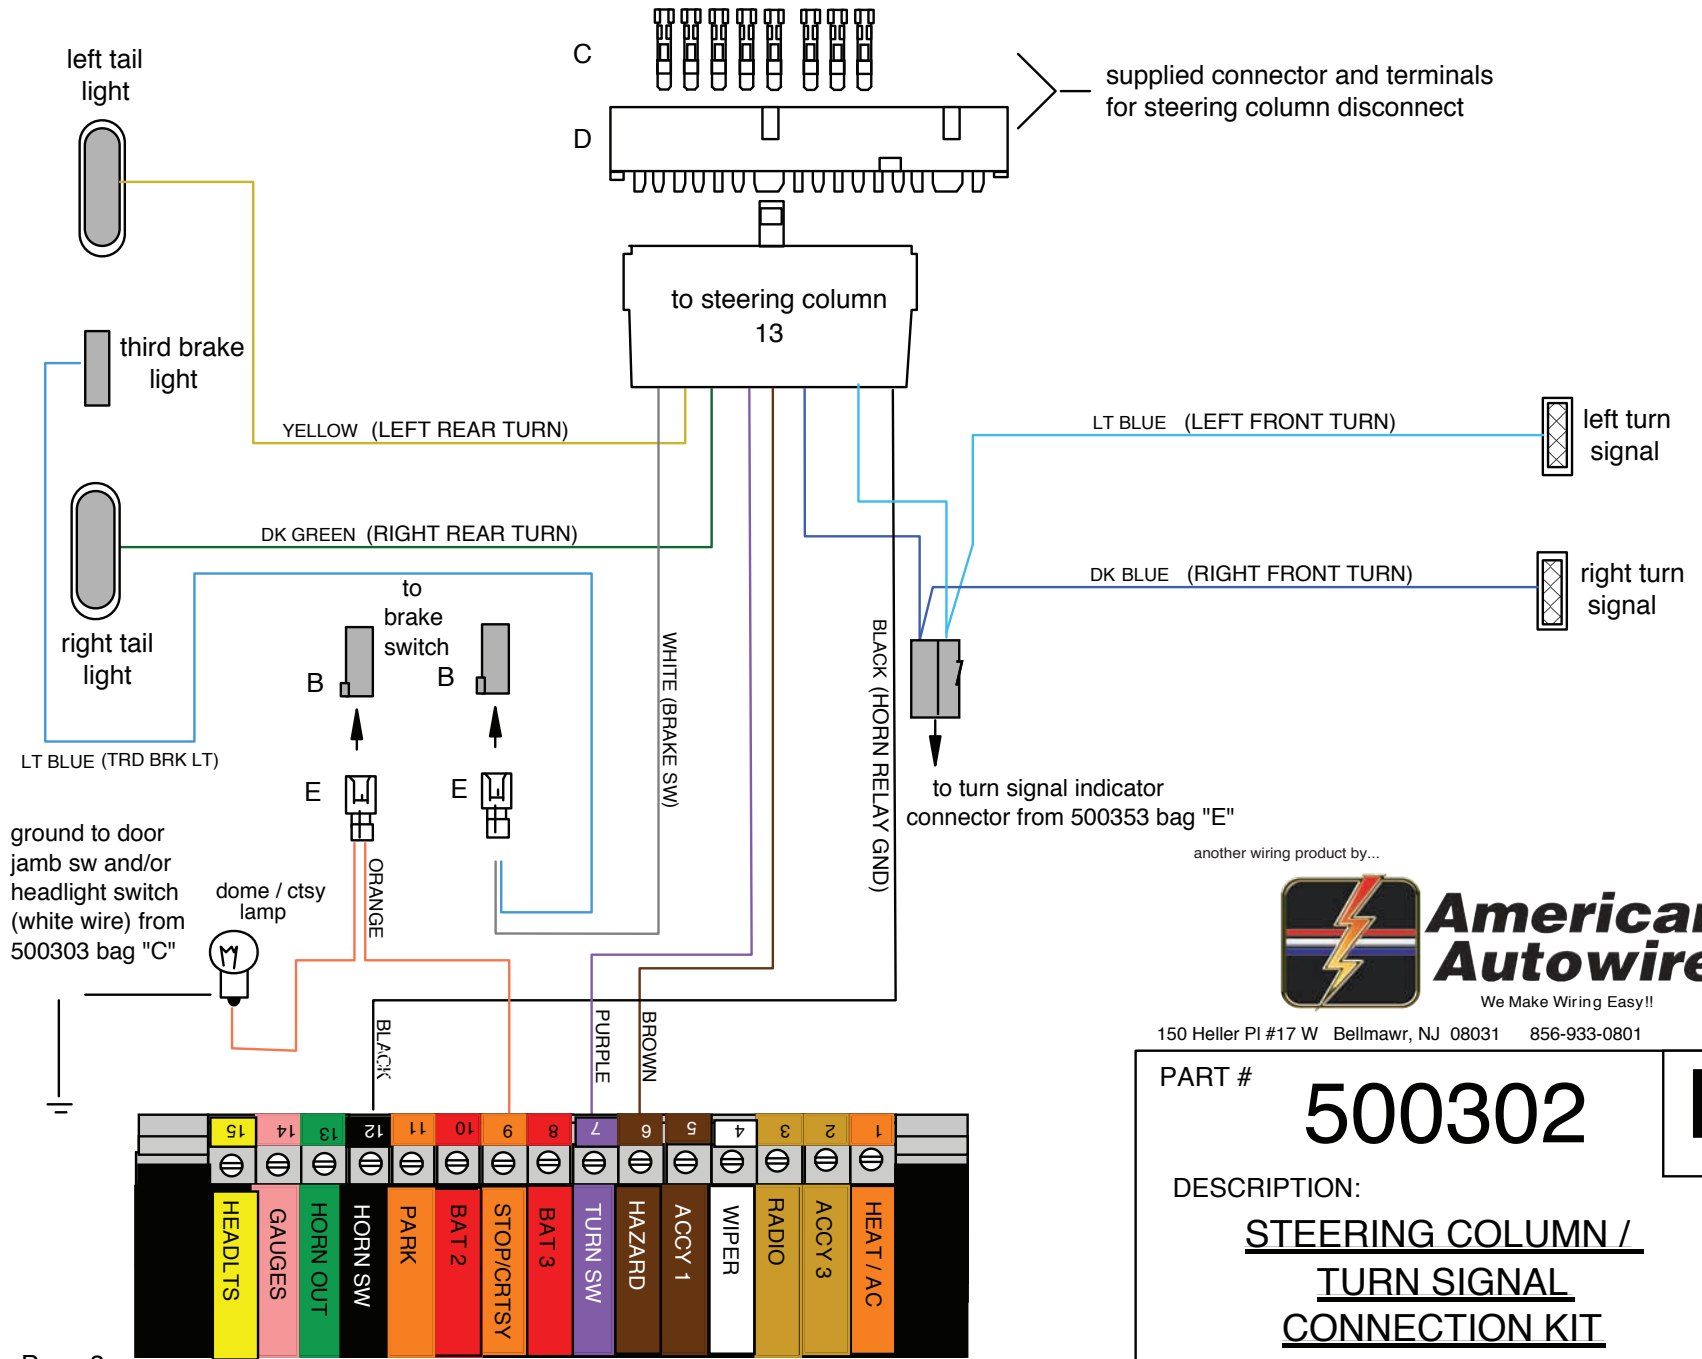 C
D
supplied connector and terminals
for steering column disconnect
left tail
light
to steering column
13
third brake
light
YELLOW (LEFT REAR TURN)
LT BLUE (LEFT FRONT TURN)
left turn
signal
DK GREEN (RIGHT REAR TURN)
DK BLUE (RIGHT FRONT TURN)
right turn
signal
right tail
light
to
brake
switch
B
B
E
E
LT BLUE (TRD BRK LT)
WHITE (BRAKE SW)
BLACK (HORN RELAY GND)
to turn signal indicator
connector from 500353 bag "E"
ground to door
jamb sw and/or
headlight switch
(white wire) from
500303 bag "C"
dome / ctsy
lamp
ORANGE
BLACK
PURPLE
BROWN
another wiring product by...
American
Autowire
We Make Wiring Easy!!
150 Heller Pl #17 W Bellmawr, NJ 08031 856-933-0801
PART #
500302
DESCRIPTION:
STEERING COLUMN /
TURN SIGNAL
CONNECTION KIT
15 14 13 12 11 10 9 8 7 6 5 4 3 2 1
HEADLTS
GAUGES
HORN OUT
HORN SW
PARK
BAT 2
STOP/CRTSY
BAT 3
TURN SW
HAZARD
ACCY 1
WIPER
RADIO
ACCY 3
HEAT / AC